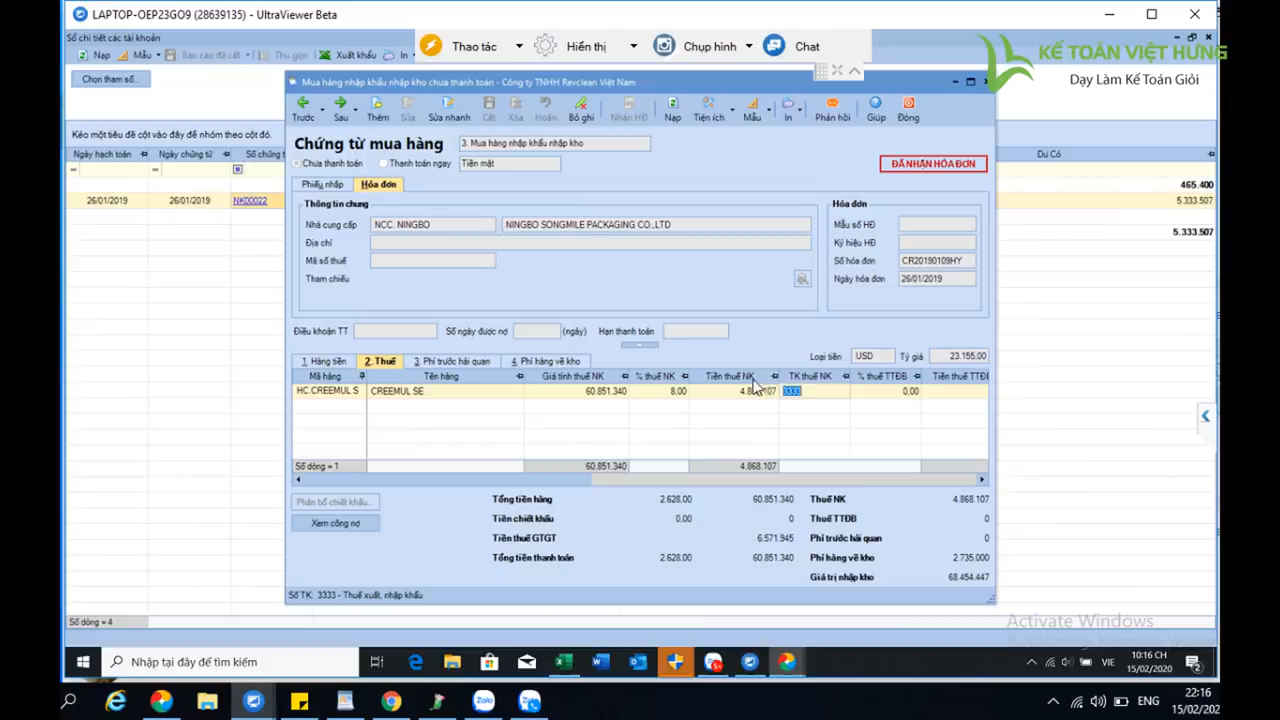 LAPTOP-OEP23GO9 (28639135) - UltraViewer Beta
Sổ chi tiết các tài khoản
Thao tác Hiển thị Chụp hình Chat
Nạp Mẫu Báo cáo đã cất Thu gọn Xuất khẩu In
KẾ TOÁN VIỆT HƯNG
Dạy Làm Kế Toán Giỏi
Chọn tham số...
Mua hàng nhập khẩu nhập kho chưa thanh toán - Công ty TNHH Revclean Việt Nam
Trước Sau Thêm Sửa Sửa nhanh Cất Xóa Hoãn Bỏ ghi Nhận HĐ Nạp Tiện ích Mẫu In Phản hồi Giúp Đóng
Kéo một tiêu đề cột vào đây để nhóm theo cột đó.
Chứng từ mua hàng 3. Mua hàng nhập khẩu nhập kho
Ngày hạch toán Ngày chứng từ Số chứng từ Dư Có
Chưa thanh toán Thanh toán ngay Tiền mặt ĐÃ NHẬN HÓA ĐƠN
= =
Phiếu nhập Hóa đơn 465.400
26/01/2019 26/01/2019 NK00022 5.333.507
Thông tin chung Hóa đơn
Nhà cung cấp NCC. NINGBO NINGBO SONGMILE PACKAGING CO.,LTD Mẫu số HĐ
5.333.507
Địa chỉ Ký hiệu HĐ
Mã số thuế Số hóa đơn CR20190109HY
Tham chiếu Ngày hóa đơn 26/01/2019
Điều khoản TT Số ngày được nợ (ngày) Hạn thanh toán
Loại tiền USD Tỷ giá 23.155.00
1. Hàng tiền 2. Thuế 3. Phí trước hải quan 4. Phí hàng về kho
Mã hàng Tên hàng Giá tính thuế NK % thuế NK Tiền thuế NK TK thuế NK % thuế TTĐB Tiền thuế TTĐB
HC.CREEMUL S CREEMUL SE 60.851.340 8,00 4.868.107 3333 0,00
Số dòng = 1 60.851.340 4.868.107
Phân bổ chiết khấu... Tổng tiền hàng 2.628.00 60.851.340 Thuế NK 4.868.107
Xem công nợ Tiền chiết khấu 0.00 0 Thuế TTĐB 0
Tiền thuế GTGT 6.571.945 Phí trước hải quan 0
Tổng tiền thanh toán 2.628.00 60.851.340 Phí hàng về kho 2.735.000
Giá trị nhập kho 68.454.447
Số TK: 3333 - Thuế xuất, nhập khẩu
Số dòng = 4
Activate Windows
Nhập tại đây để tìm kiếm
VIE 10:16 CH
15/02/2020
2
ENG 22:16
15/02/202